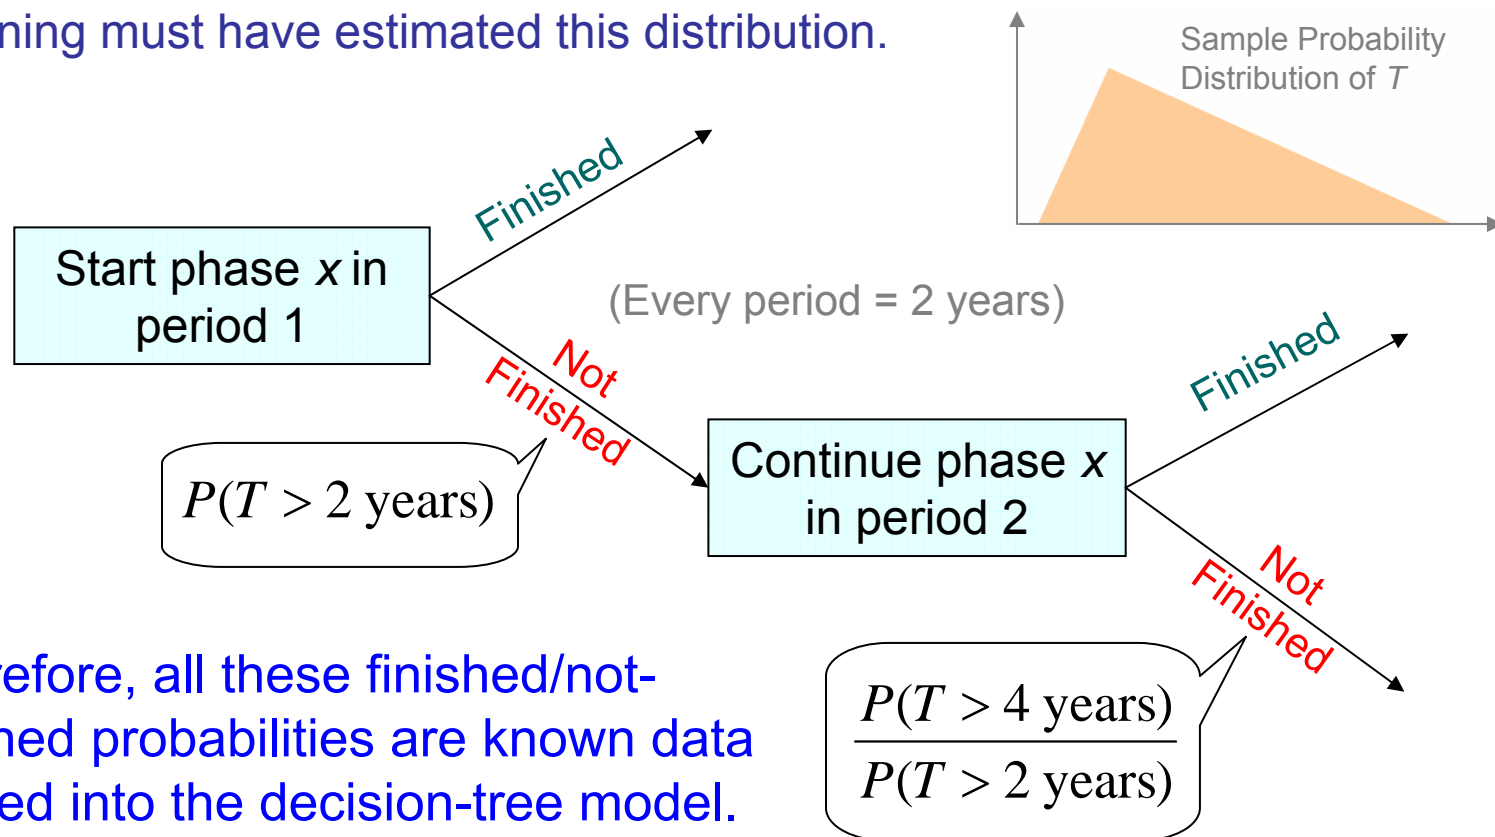 ning must have estimated this distribution.
Sample Probability
Distribution of T
Finished
Start phase x in
period 1
(Every period = 2 years)
Not
Finished
Finished
P(T > 2 years)
Continue phase x
in period 2
Not
Finished
refore, all these finished/not-
ned probabilities are known data
ed into the decision-tree model.
P(T > 4 years)
P(T > 2 years)